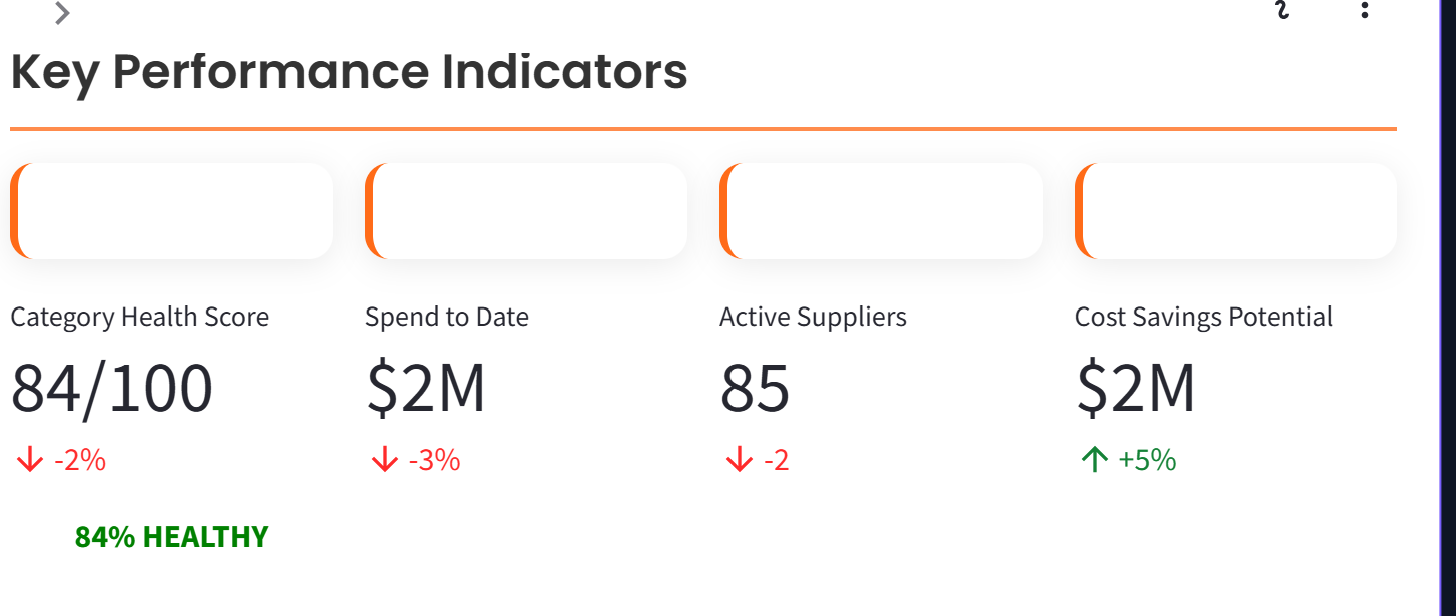 Key Performance Indicators
Category Health Score
84/100
-2%
Spend to Date
$2M
-3%
Active Suppliers
85
-2
Cost Savings Potential
$2M
+5%
84% HEALTHY